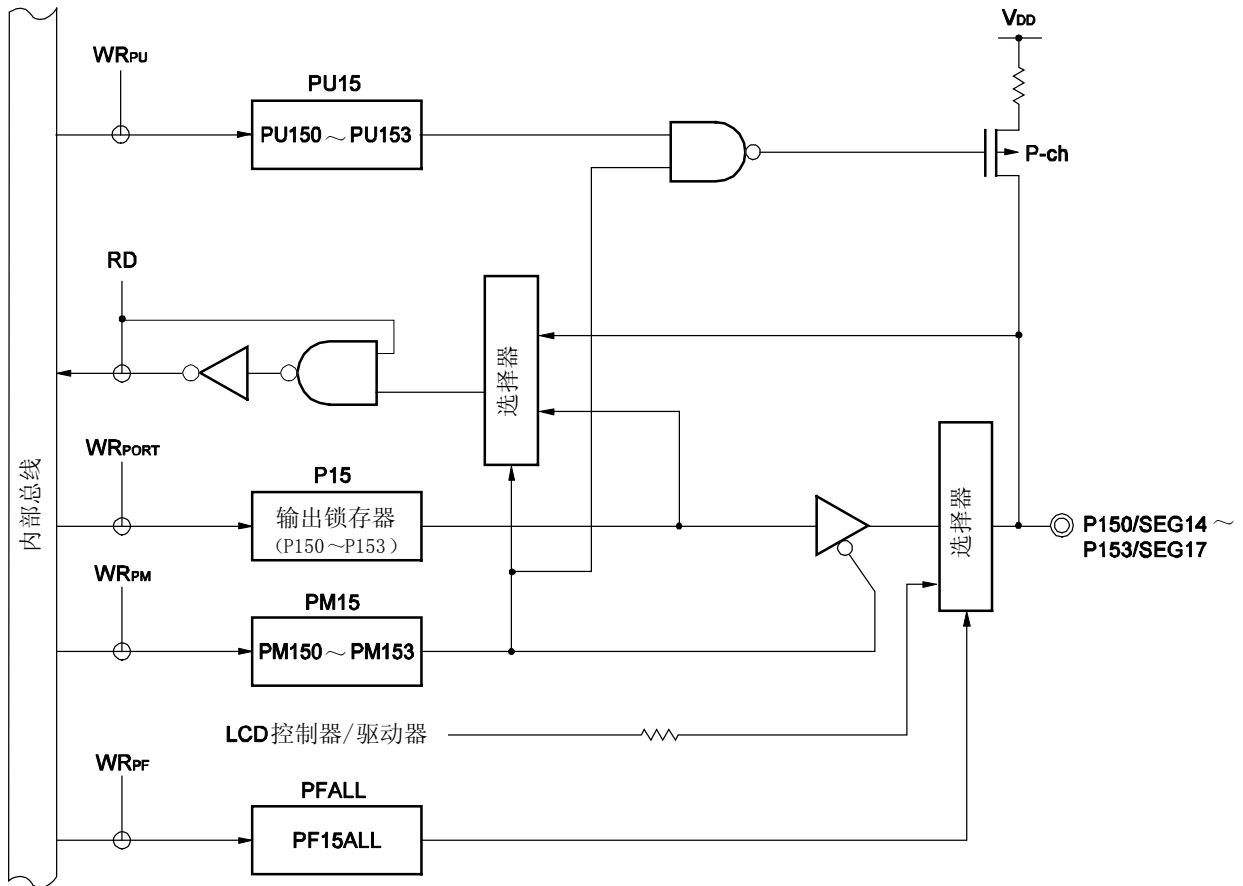 VDD
WRPU
PU15
PU150～PU153
P-ch
RD
选择器
WRPORT
P15
输出锁存器
（P150～P153）
选择器
P150/SEG14～
P153/SEG17
内部总线
WRPM
PM15
PM150～PM153
LCD控制器/驱动器
WRPF
PFALL
PF15ALL